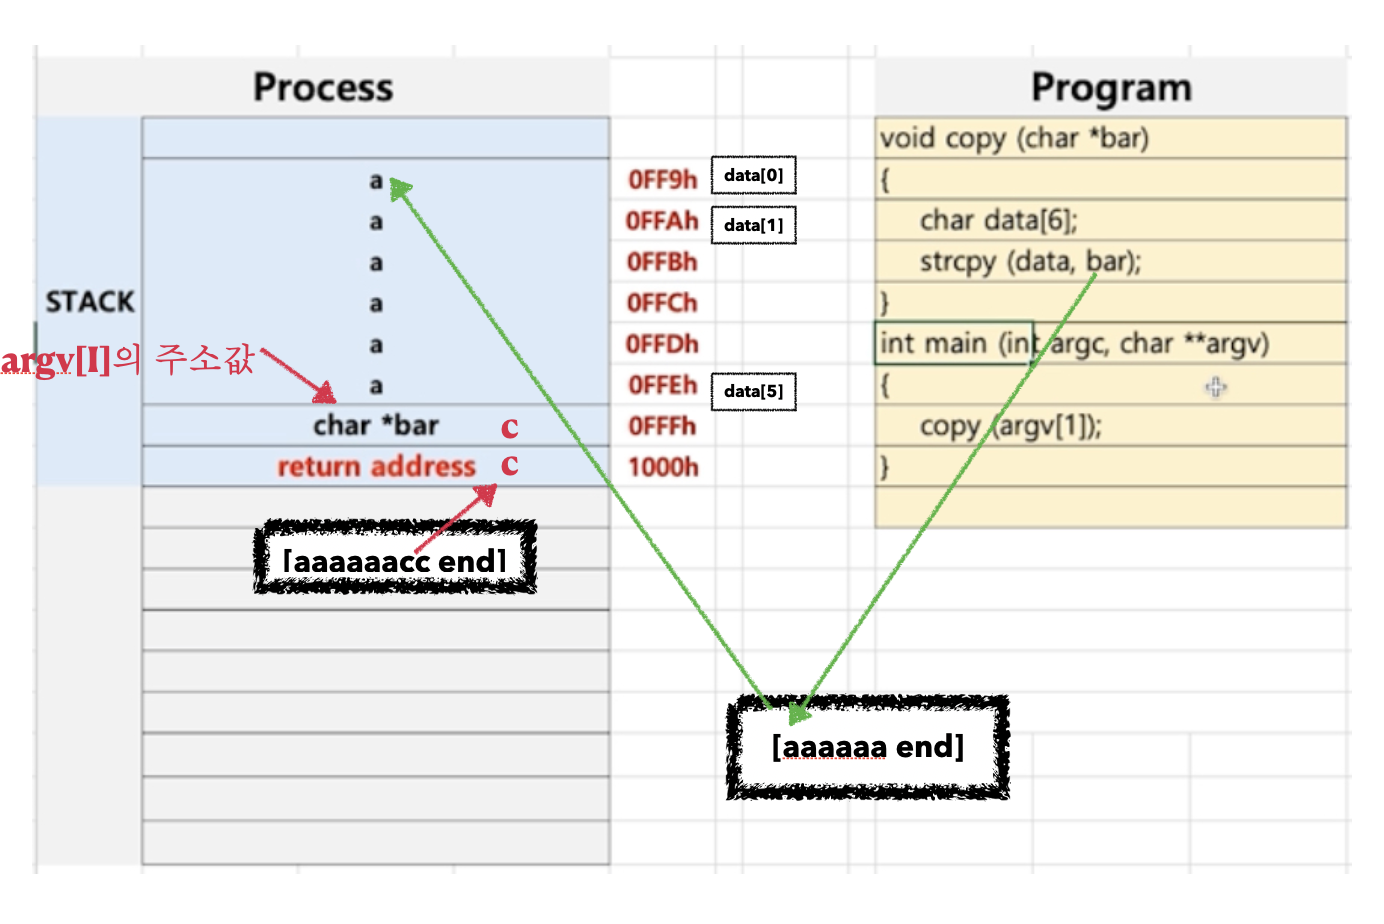 Process
Program
void copy (char *bar)
a
0FF9h
data[0]
{
a
0FFAh
data[1]
char data[6];
a
0FFBh
strcpy (data, bar);
STACK
a
0FFCh
}
argv[I]의 주소값
a
0FFDh
int main (int argc, char **argv)
a
0FFEh
data[5]
{
char *bar
c
0FFFh
copy (argv[1]);
return address
c
1000h
}
[aaaaaacc end]
[aaaaaa end]